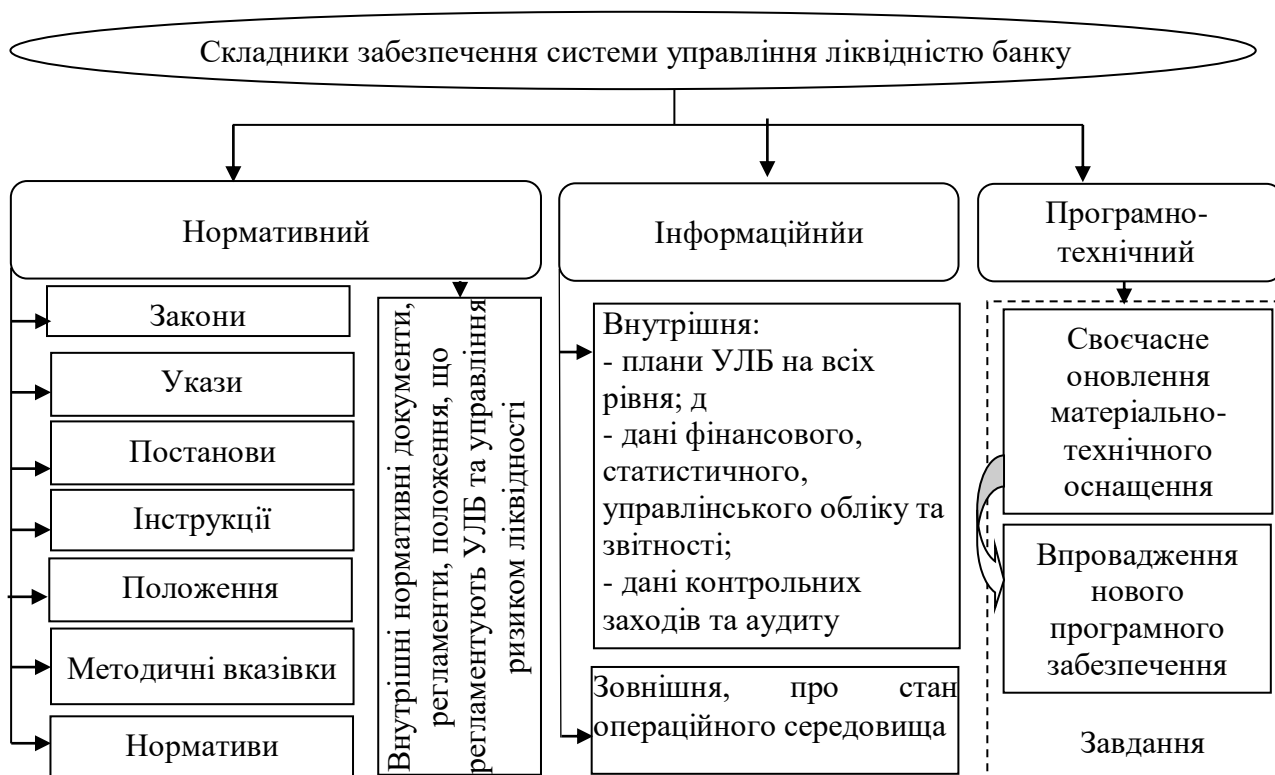 Складники забезпечення системи управління ліквідністю банку
Нормативний
Закони
Укази
Постанови
Інструкції
Положення
Методичні вказівки
Нормативи
Внутрішні нормативні документи,
регламенти, положення, що
регламентують УЛБ та управління
ризиком ліквідності
Інформаційнйи
Внутрішня:
- плани УЛБ на всіх
рівня; д
- дані фінансового,
статистичного,
управлінського обліку та
звітності;
- дані контрольних
заходів та аудиту
Зовнішня, про стан
операційного середовища
Програмно-
технічний
Своєчасне
оновлення
матеріально-
технічного
оснащення
Впровадження
нового
програмного
забезпечення
Завдання